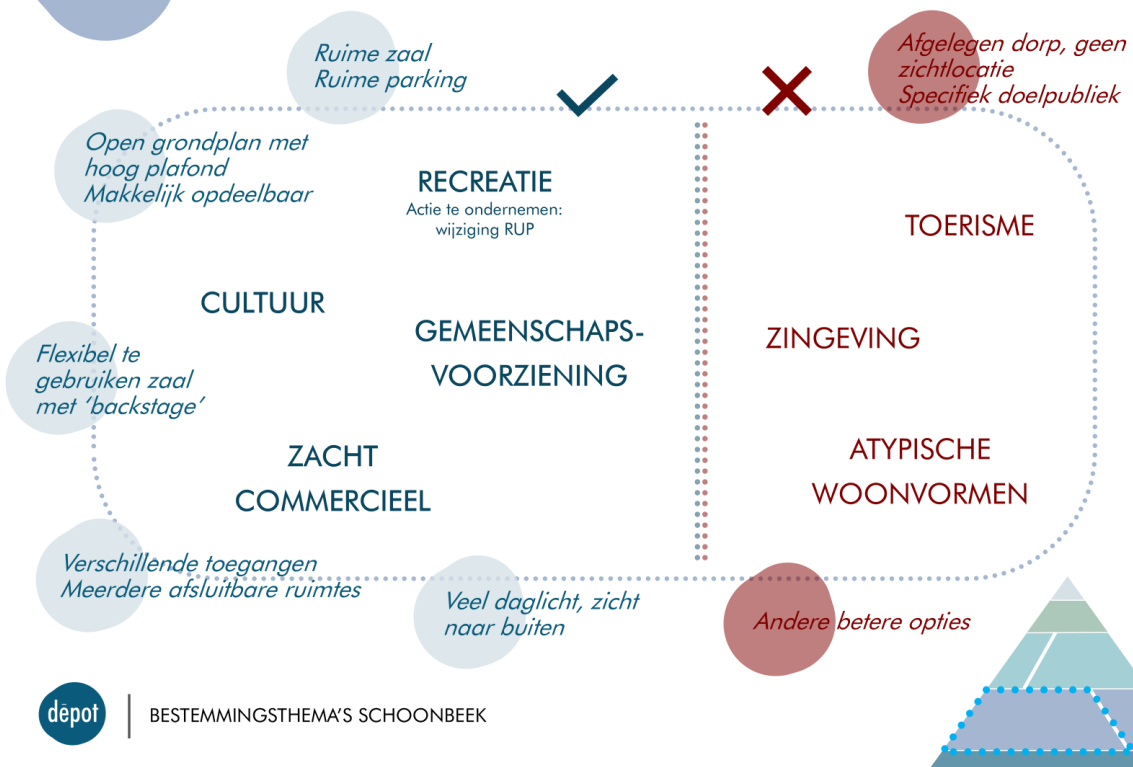 Ruime zaal
Ruime parking
Afgelegen dorp, geen
zichtlocatie
Specifiek doelpubliek
Open grondplan met
hoog plafond
Makkelijk opdeelbaar
RECREATIE
Actie te ondernemen:
wijziging RUP
TOERISME
CULTUUR
GEMEENSCHAPS-
VOORZIENING
ZINGEVING
Flexibel te
gebruiken zaal
met ‘backstage’
ZACHT
COMMERCIEEL
ATYPISCHE
WOONVORMEN
Verschillende toegangen
Meerdere afsluitbare ruimtes
Veel daglicht, zicht
naar buiten
Andere betere opties
depot
BESTEMMINGSTHEMA’S SCHOONBEEK